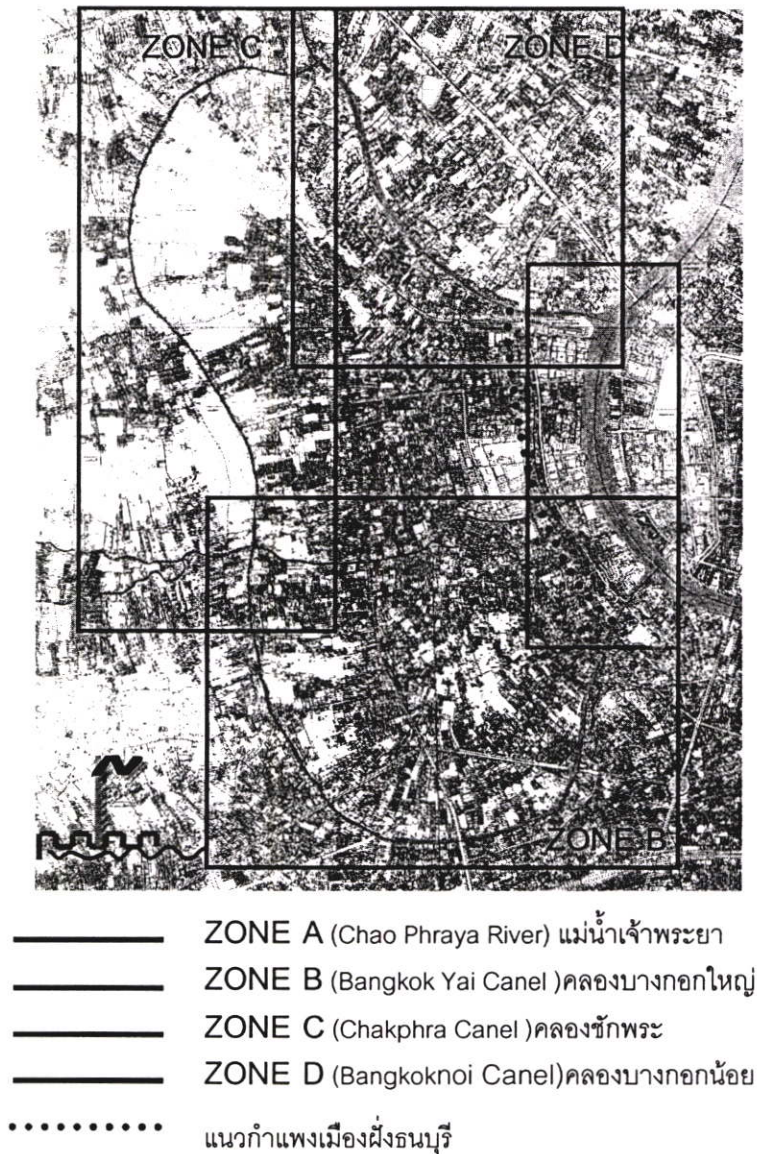 ZONE C
ZONE D
ZONE B
ZONE A (Chao Phraya River) แม่น้ำเจ้าพระยา
ZONE B (Bangkok Yai Canel )คลองบางกอกใหญ่
ZONE C (Chakphra Canel )คลองชักพระ
ZONE D (Bangkoknoi Canel)คลองบางกอกน้อย
แนวกำแพงเมืองฝั่งธนบุรี